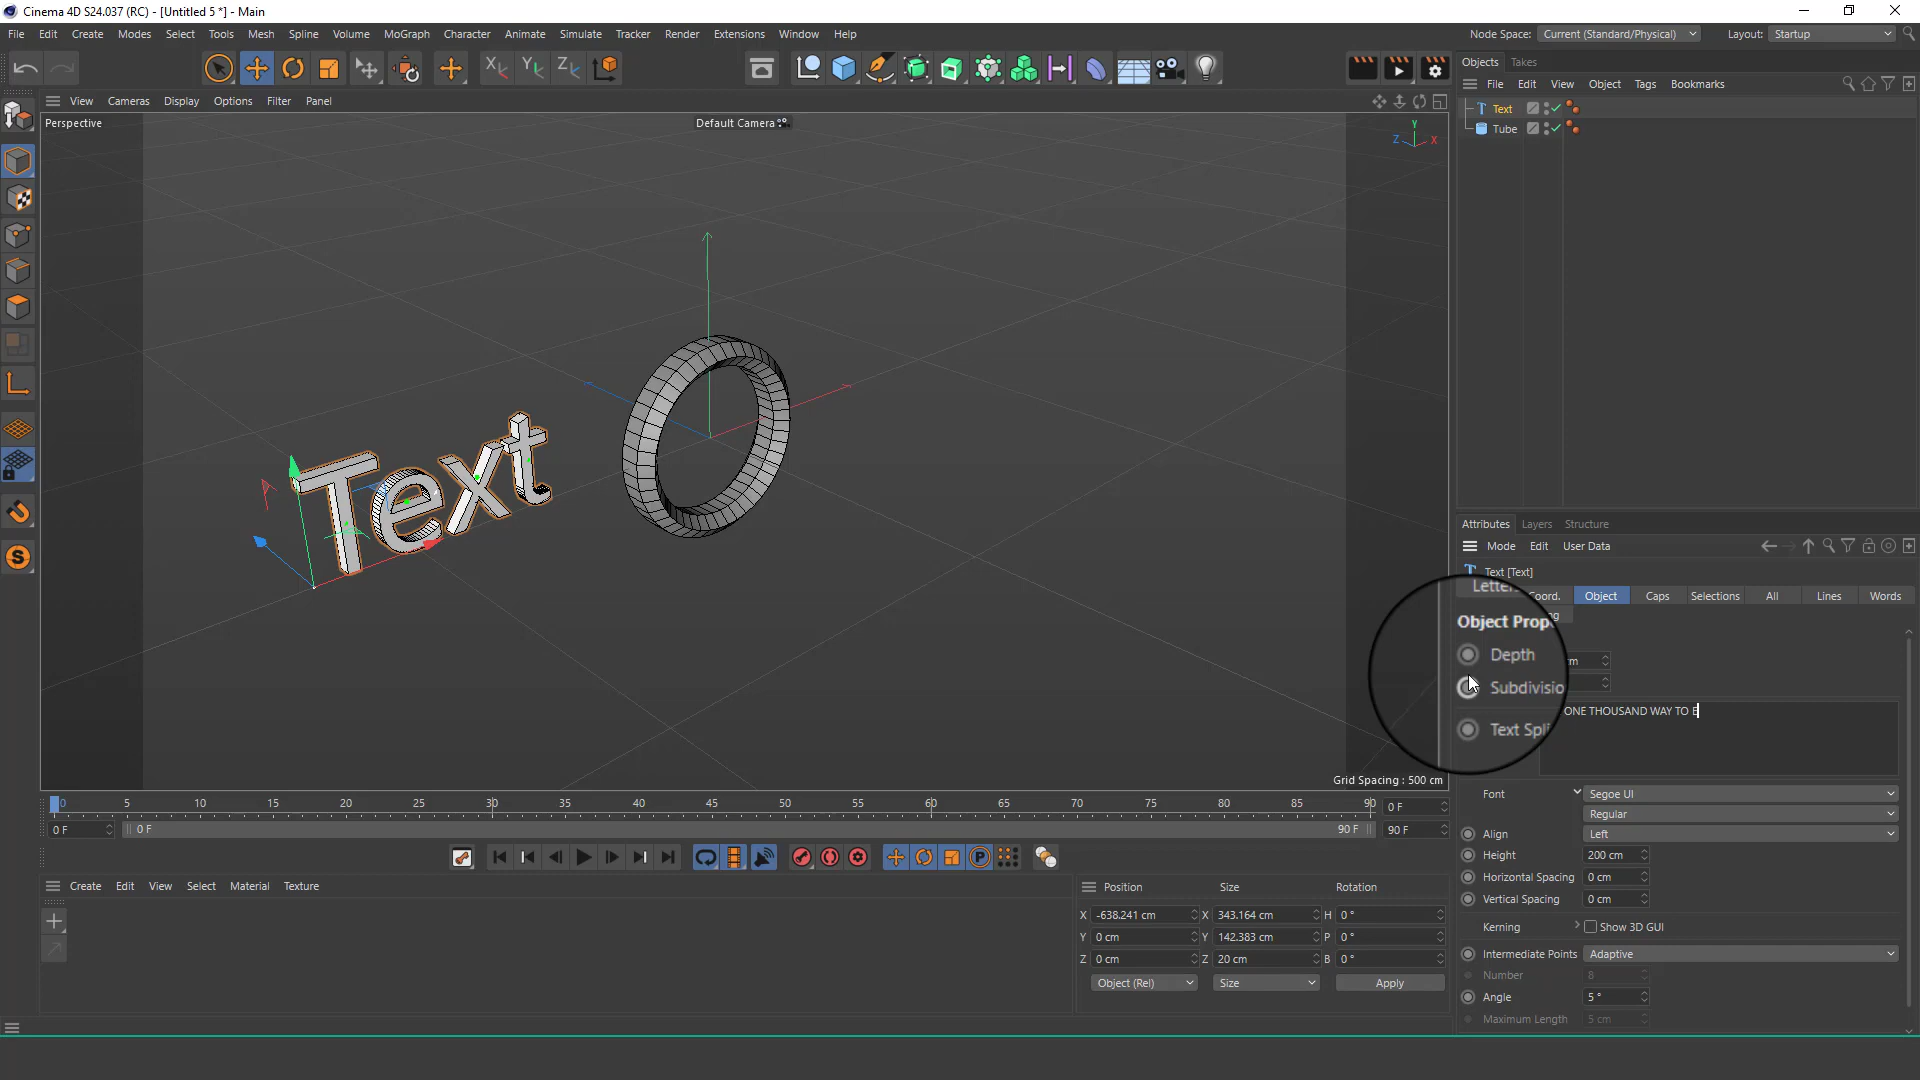 Cinema 4D S24.037 (RC) - [Untitled 5 *] - Main
File Edit Create Modes Select Spline Mesh Volume MoGraph Character Animate Simulate Tracker Render Extensions Window Help
Node Space: Current (Standard/Physical) Layout: Startup
X Y Z
Objects Takes
File Edit View Object Tags Bookmarks
View Cameras Display Options Filter Panel
Perspective
Default Camera
Y
Z X
Text
Tube
Text
Grid Spacing : 500 cm
Attributes Layers Structure
Mode Edit User Data
Text [Text]
Letters
Coord. Object Caps Selections All Lines Words
Object Prop
Depth
Subdivisio
Text Spli
ONE THOUSAND WAY TO E
Font Segoe UI
Regular
Align Left
Height 200 cm
Horizontal Spacing 0 cm
Vertical Spacing 0 cm
Kerning Show 3D GUI
Intermediate Points Adaptive
Number 8
Angle 5 °
Maximum Length 5 cm
0 5 10 15 20 25 30 35 40 45 50 55 60 65 70 75 80 85 90 0 F
0 F 0 F 90 F 90 F
Create Edit View Select Material Texture
Position Size Rotation
X -638.241 cm X 343.164 cm H 0 °
Y 0 cm Y 142.383 cm P 0 °
Z 0 cm Z 20 cm B 0 °
Object (Rel) Size Apply